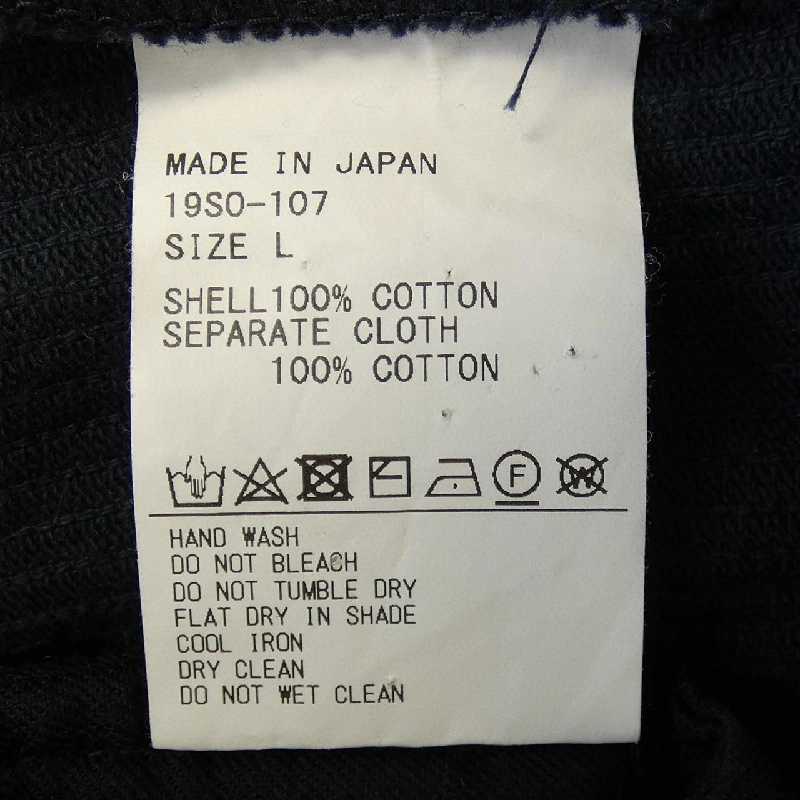 MADE IN JAPAN
19SO-107
SIZE L
SHELL100% COTTON
SEPARATE CLOTH
100% COTTON
F
W
HAND WASH
DO NOT BLEACH
DO NOT TUMBLE DRY
FLAT DRY IN SHADE
COOL IRON
DRY CLEAN
DO NOT WET CLEAN